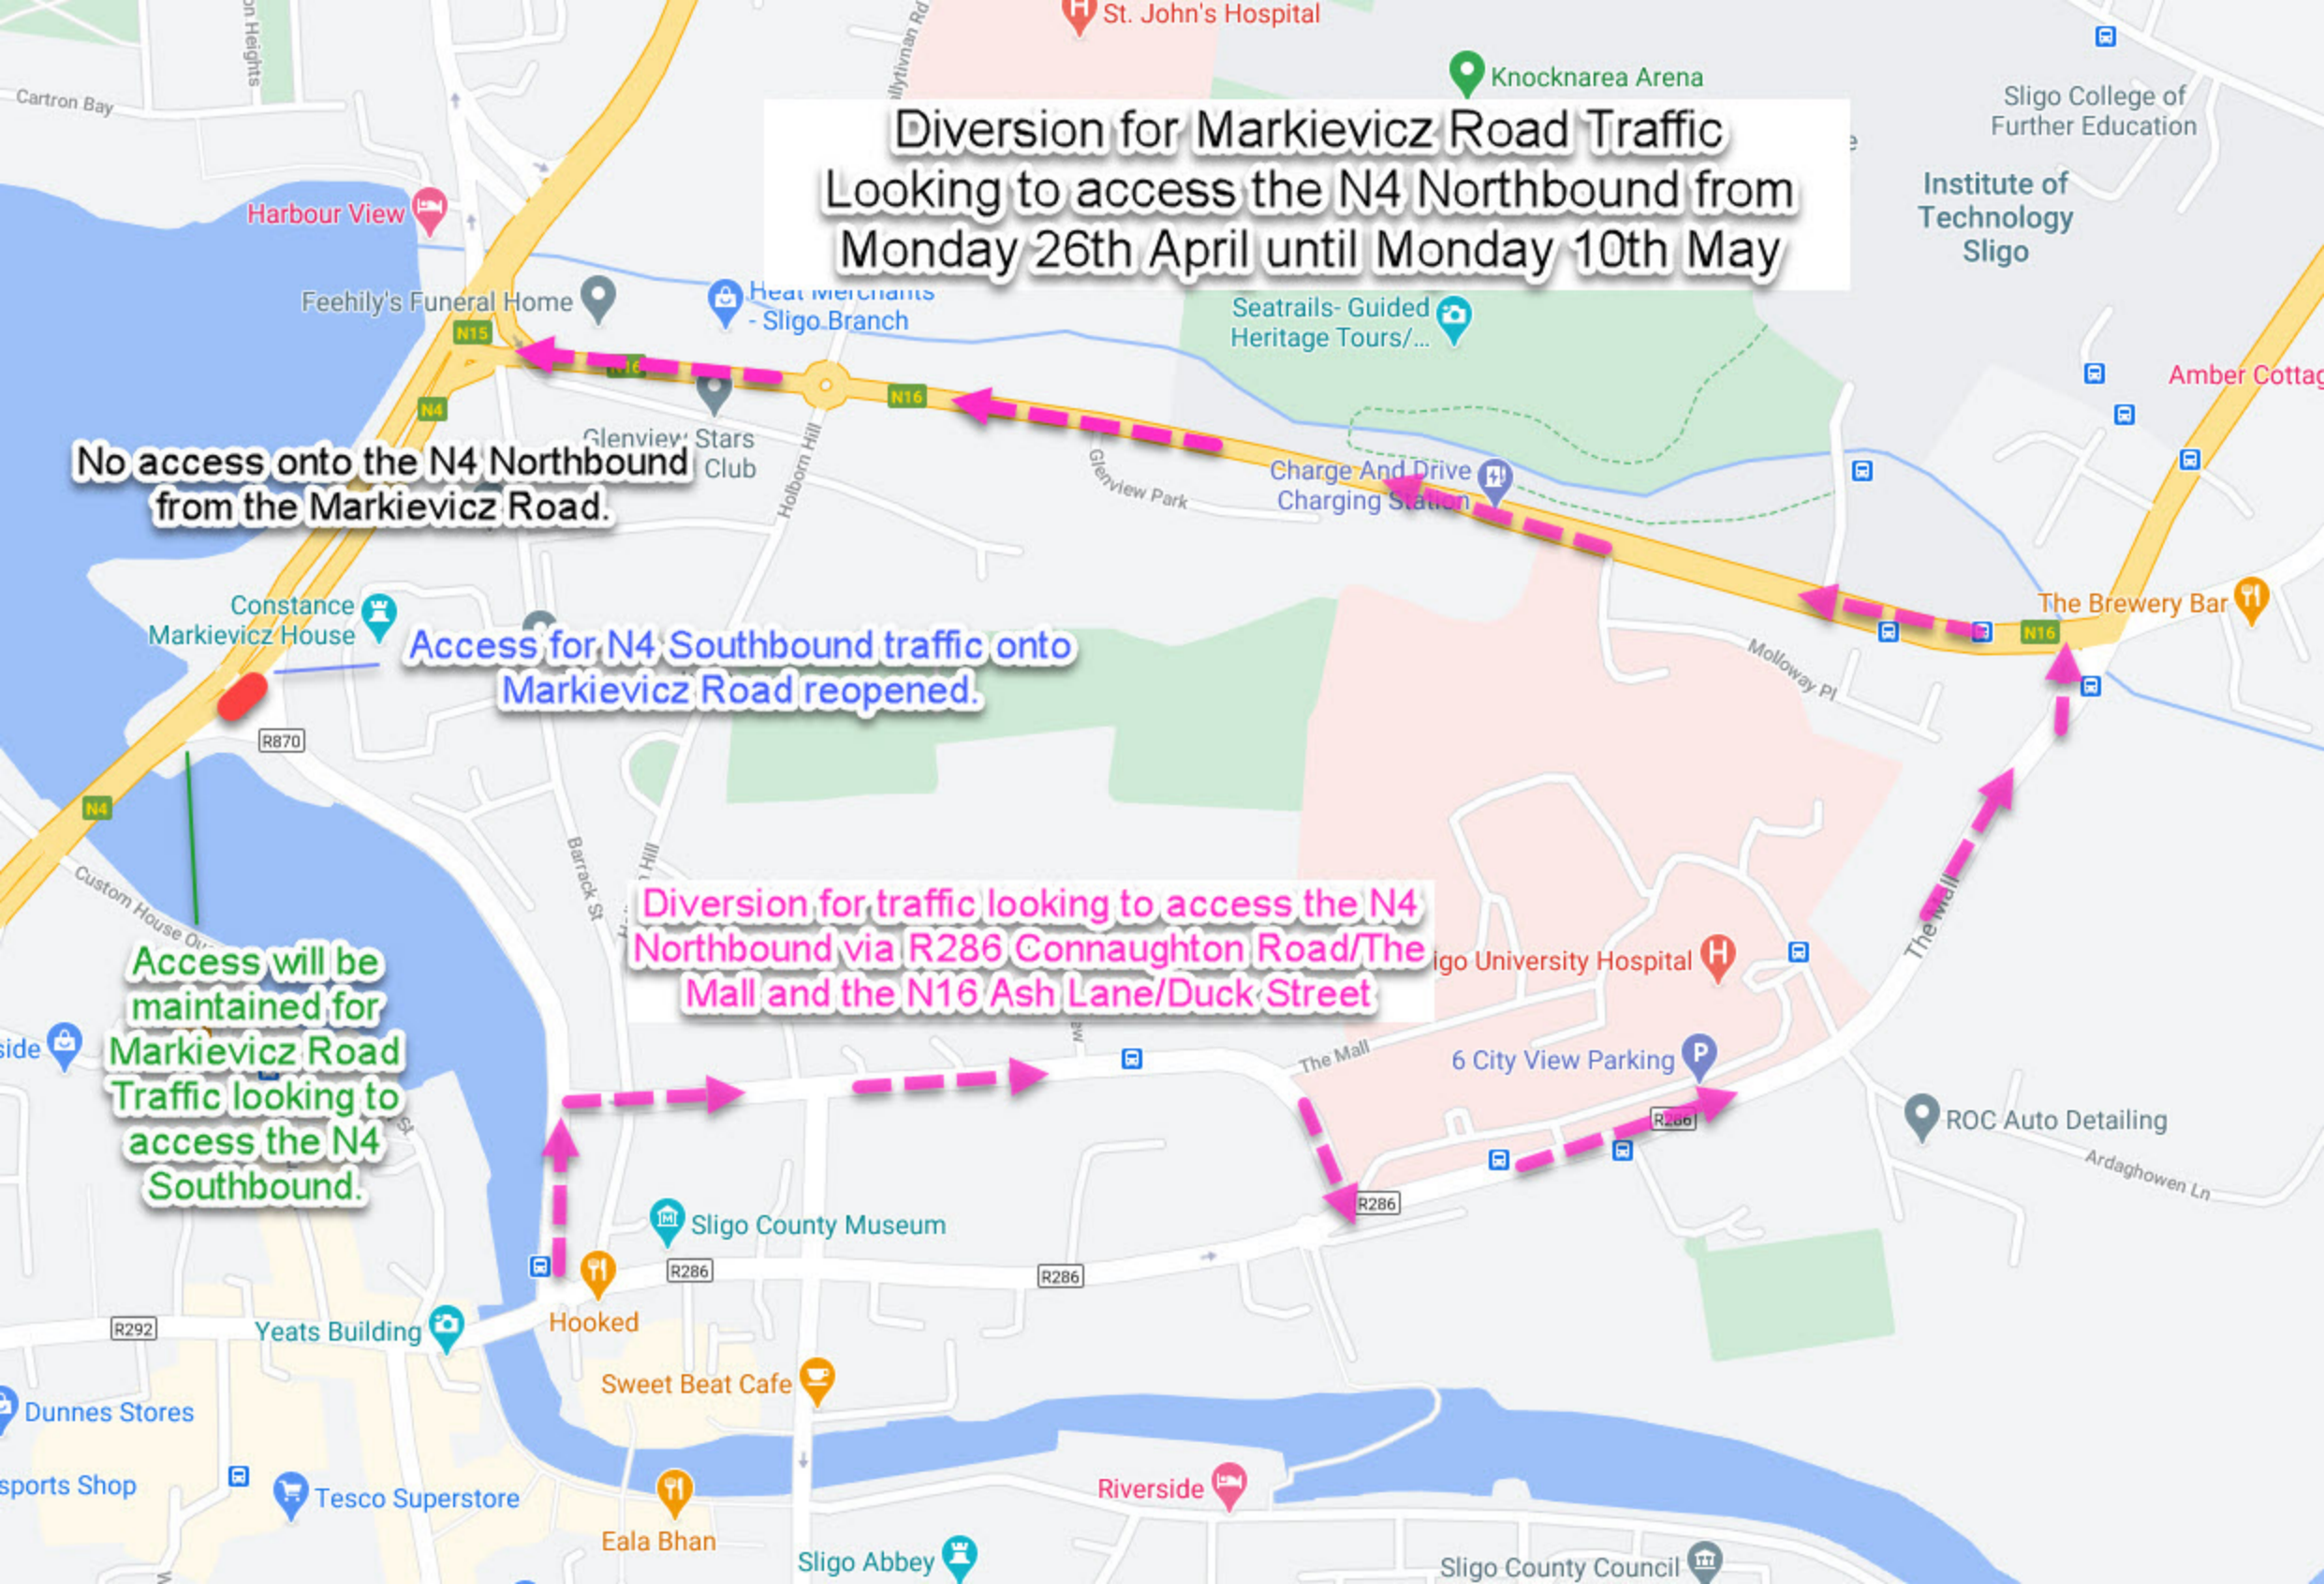 St. John's Hospital
Knocknarea Arena
Sligo College of
Further Education
Cartron Bay
Diversion for Markievicz Road Traffic
Looking to access the N4 Northbound from
Monday 26th April until Monday 10th May
Institute of
Technology
Sligo
Harbour View
Feehily's Funeral Home
Heat Merchants
- Sligo Branch
Seatrails- Guided
Heritage Tours/...
N15
N16
N16
N4
Glenview Stars
Club
No access onto the N4 Northbound
from the Markievicz Road.
Holborn Hill
Glenview Park
Charge And Drive
Charging Station
Constance
Markievicz House
The Brewery Bar
N16
Access for N4 Southbound traffic onto
Markievicz Road reopened.
Molloway Pl
R870
N4
Barrack St
Custom House
Diversion for traffic looking to access the N4
Northbound via R286 Connaughton Road/The
Mall and the N16 Ash Lane/Duck Street
The Mall
University Hospital
Access will be
maintained for
Markievicz Road
Traffic looking to
access the N4
Southbound.
The Mall
6 City View Parking
R286
ROC Auto Detailing
Ardaghowen Ln
R286
Sligo County Museum
R286
R286
Hooked
R292
Yeats Building
Sweet Beat Cafe
Dunnes Stores
sports Shop
Tesco Superstore
Riverside
Eala Bhan
Sligo Abbey
Sligo County Council